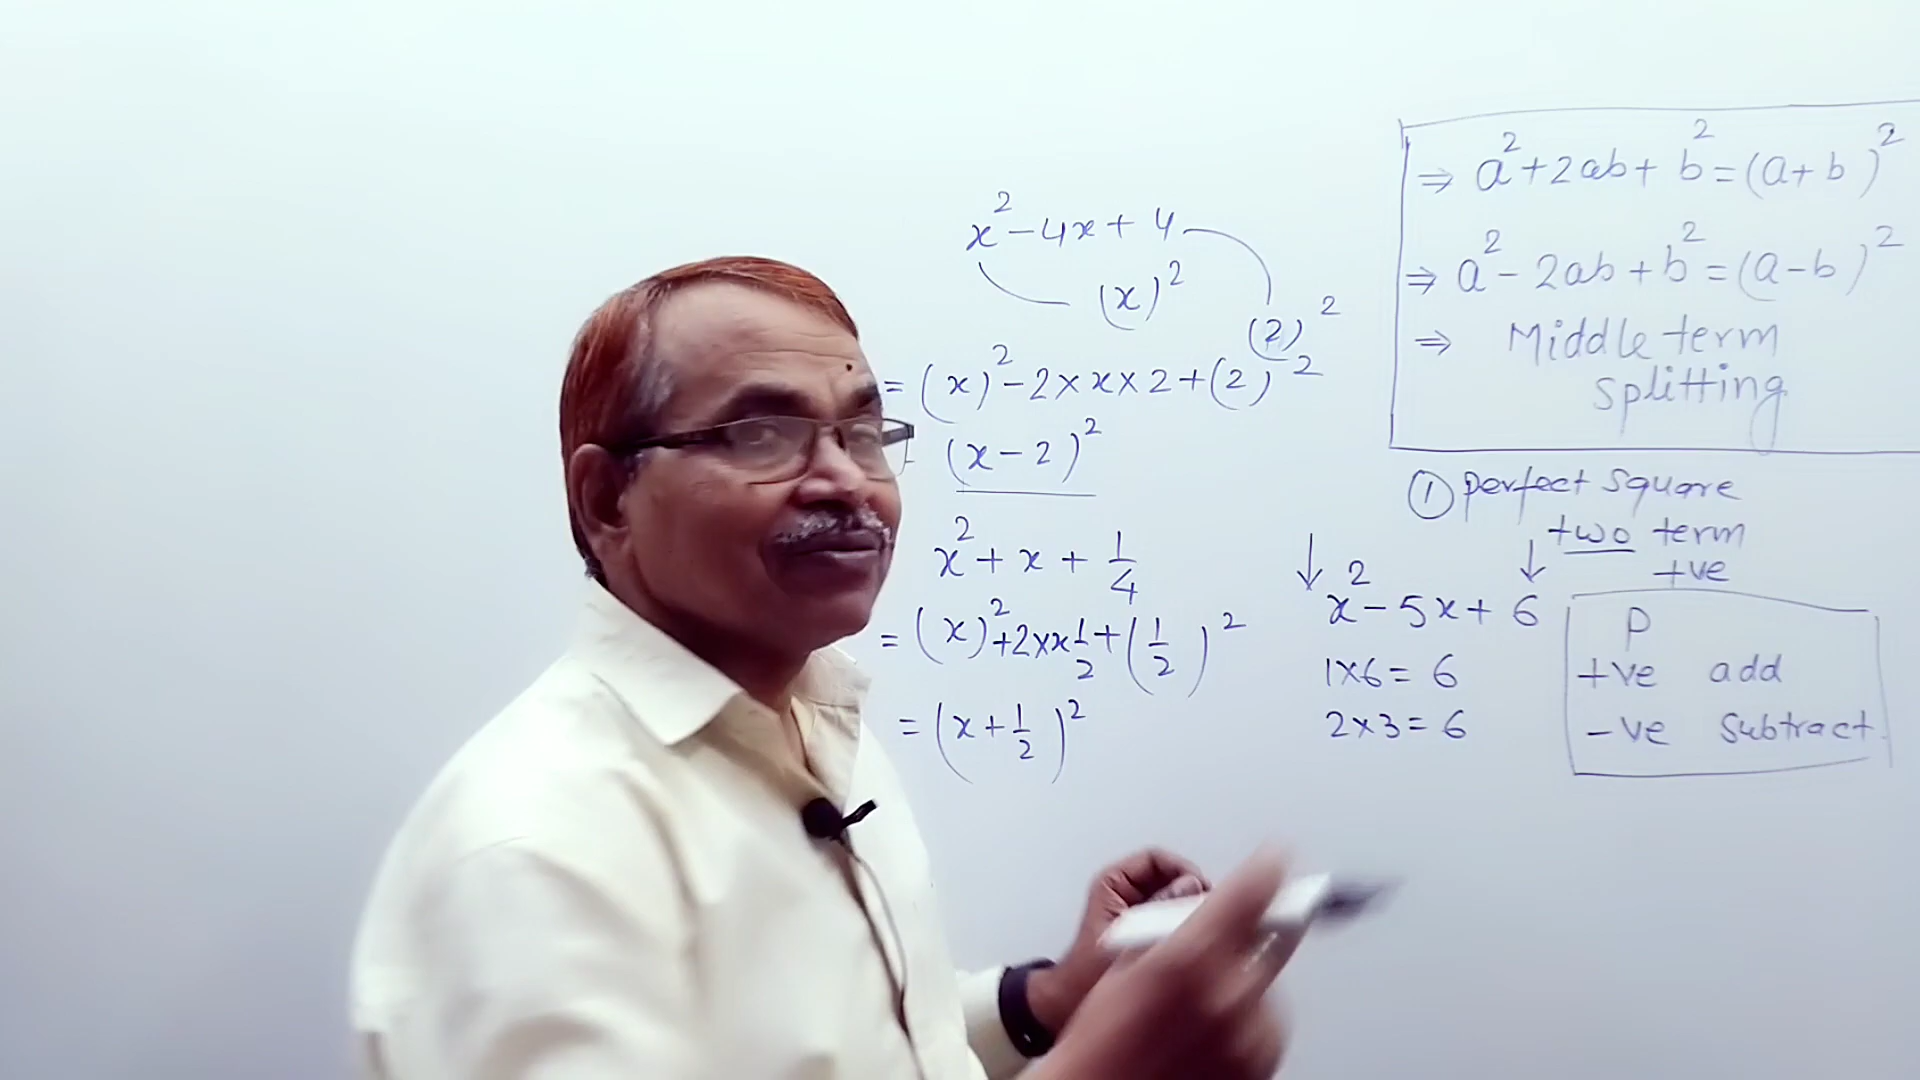 x² - 4x + 4
(x)²
(2)²
= (x)² - 2 × x × 2 + (2)²
(x - 2)²
x² + x + 1/4
= (x)² + 2 × x 1/2 + (1/2)²
= (x + 1/2)²
⇒ a² + 2ab + b² = (a + b)²
⇒ a² - 2ab + b² = (a - b)²
⇒ Middle term
splitting
① perfect square
two term
+ve
↓ ↓
x² - 5x + 6
1×6 = 6
2×3 = 6
P
+ve add
-ve subtract